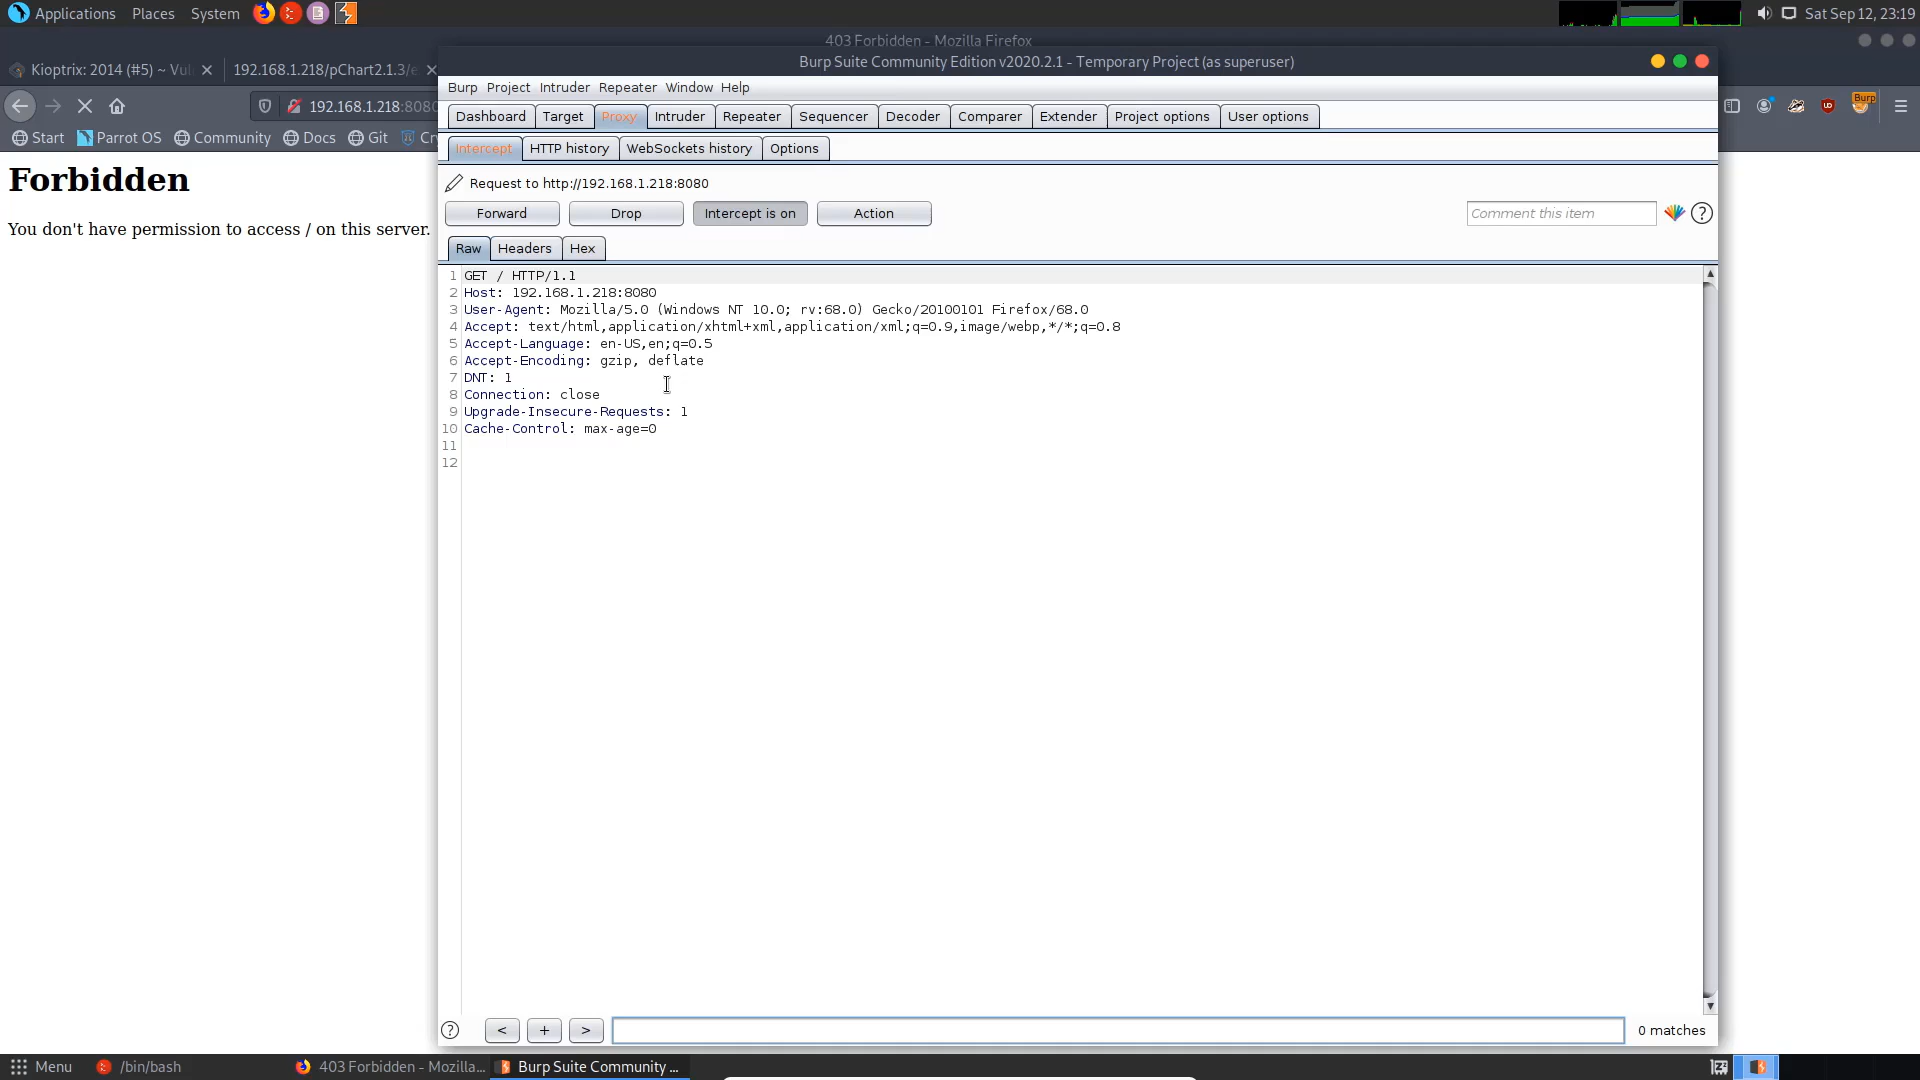 Applications Places System Sat Sep 12, 23:19
403 Forbidden - Mozilla Firefox
Kioptrix: 2014 (#5) ~ Vul 192.168.1.218/pChart2.1.3/e
192.168.1.218:8080 Burp
Start Parrot OS Community Docs Git Cry
Forbidden
You don't have permission to access / on this server.
Burp Suite Community Edition v2020.2.1 - Temporary Project (as superuser)
Burp Project Intruder Repeater Window Help
Dashboard Target Proxy Intruder Repeater Sequencer Decoder Comparer Extender Project options User options
Intercept HTTP history WebSockets history Options
Request to http://192.168.1.218:8080
Forward Drop Intercept is on Action Comment this item ?
Raw Headers Hex
1 GET / HTTP/1.1
2 Host: 192.168.1.218:8080
3 User-Agent: Mozilla/5.0 (Windows NT 10.0; rv:68.0) Gecko/20100101 Firefox/68.0
4 Accept: text/html,application/xhtml+xml,application/xml;q=0.9,image/webp,*/*;q=0.8
5 Accept-Language: en-US,en;q=0.5
6 Accept-Encoding: gzip, deflate
7 DNT: 1
8 Connection: close
9 Upgrade-Insecure-Requests: 1
10 Cache-Control: max-age=0
11
12
? < + > 0 matches
Menu /bin/bash 403 Forbidden - Mozilla... Burp Suite Community ...